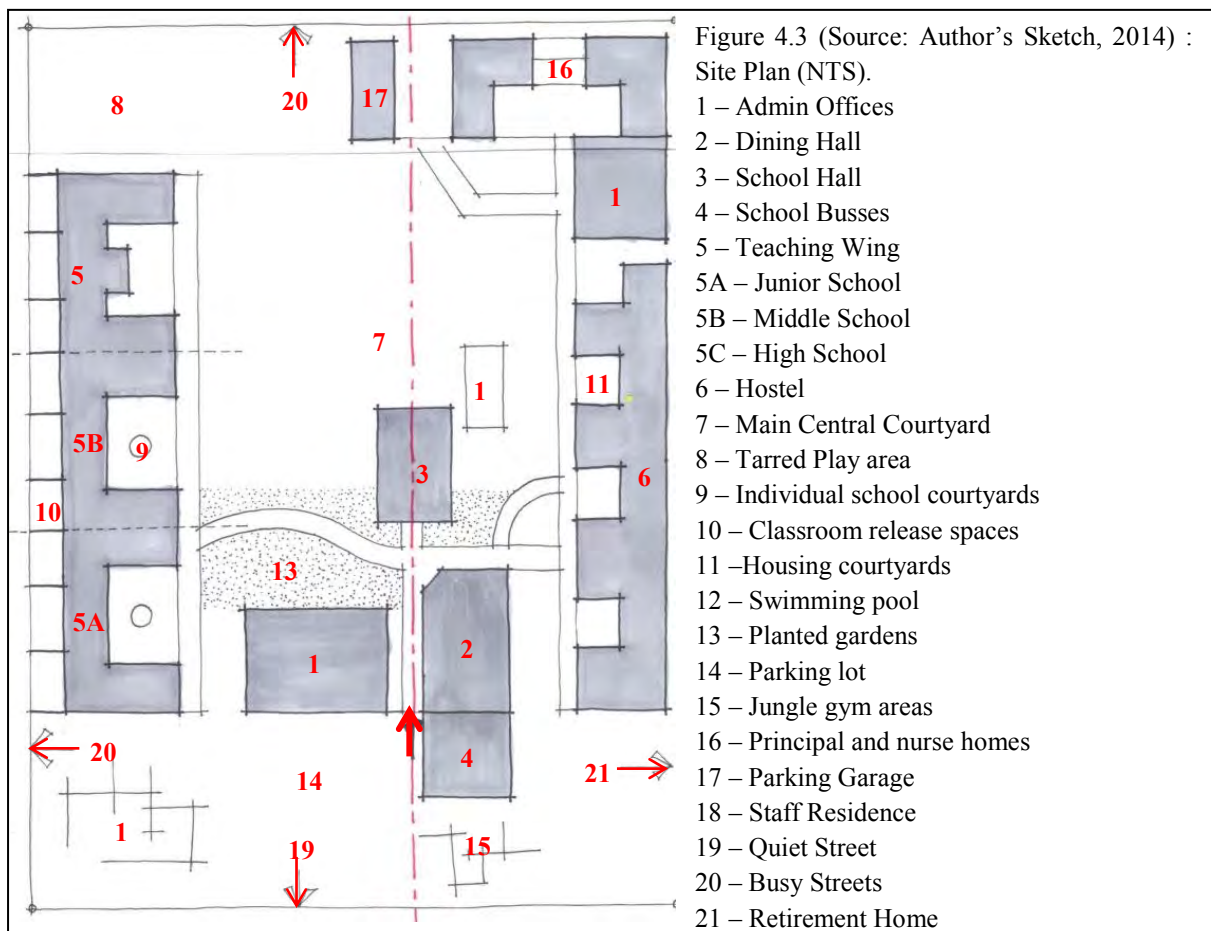 Figure 4.3 (Source: Author’s Sketch, 2014) :
Site Plan (NTS).
1 – Admin Offices
2 – Dining Hall
3 – School Hall
4 – School Busses
5 – Teaching Wing
5A – Junior School
5B – Middle School
5C – High School
6 – Hostel
7 – Main Central Courtyard
8 – Tarred Play area
9 – Individual school courtyards
10 – Classroom release spaces
11 –Housing courtyards
12 – Swimming pool
13 – Planted gardens
14 – Parking lot
15 – Jungle gym areas
16 – Principal and nurse homes
17 – Parking Garage
18 – Staff Residence
19 – Quiet Street
20 – Busy Streets
21 – Retirement Home
8
20
17
16
1
5
7
1
11
5B
9
3
6
10
13
5A
1
2
20
14
4
21
1
19
15